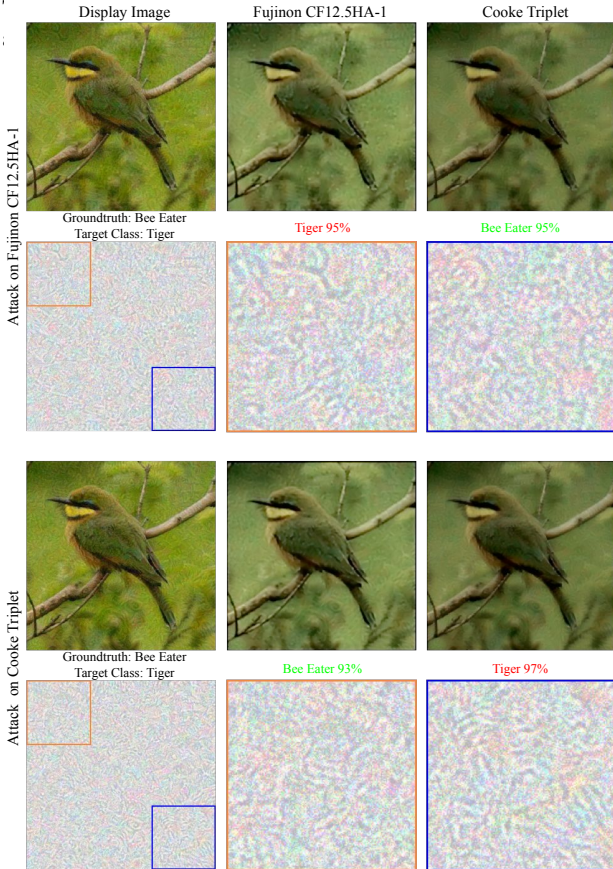 Display Image
Fujinon CF12.5HA-1
Cooke Triplet
Attack on Fujinon CF12.5HA-1
Groundtruth: Bee Eater
Target Class: Tiger
Tiger 95%
Bee Eater 95%
Attack on Cooke Triplet
Groundtruth: Bee Eater
Target Class: Tiger
Bee Eater 93%
Tiger 97%